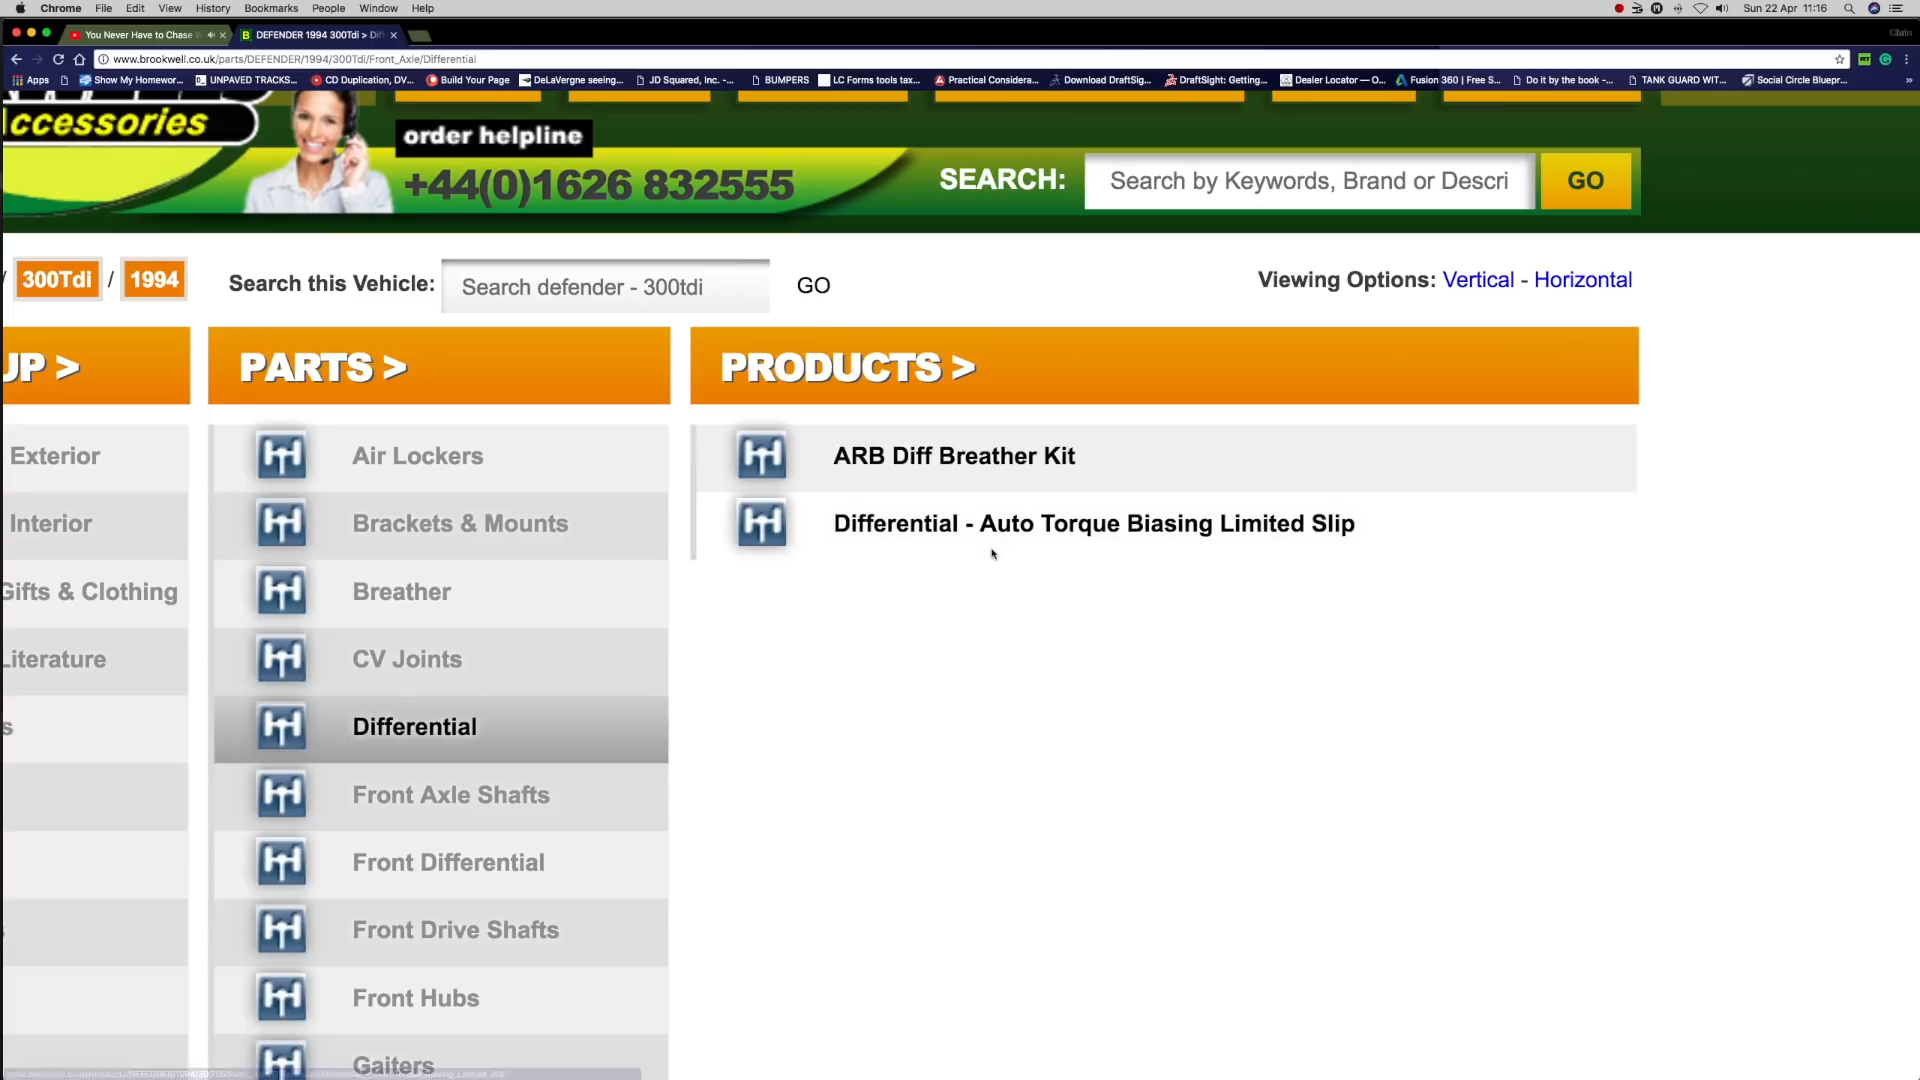 Chrome File Edit View History Bookmarks People Window Help Sun 22 Apr 11:16
You Never Have to Chase DEFENDER 1994 300Tdi > Di Chris
www.brookwell.co.uk/parts/DEFENDER/1994/300Tdi/Front_Axle/Differential
Apps Show My Homewor... UNPAVED TRACKS... CD Duplication, DV... Build Your Page DeLaVergne seeing... JD Squared, Inc. -... BUMPERS LC Forms tools tax... Practical Considera... Download DraftSig... DraftSight: Getting... Dealer Locator — O... Fusion 360 | Free S... Do it by the book -... TANK GUARD WIT... Social Circle Bluepr... »
ccessories
order helpline
+44(0)1626 832555
SEARCH: Search by Keywords, Brand or Descri GO
/ 300Tdi / 1994 Search this Vehicle: Search defender - 300tdi GO Viewing Options: Vertical - Horizontal
UP > PARTS > PRODUCTS >
Exterior Air Lockers ARB Diff Breather Kit
Interior Brackets & Mounts Differential - Auto Torque Biasing Limited Slip
Gifts & Clothing Breather
Literature CV Joints
s Differential
Front Axle Shafts
Front Differential
Front Drive Shafts
Front Hubs
Gaiters